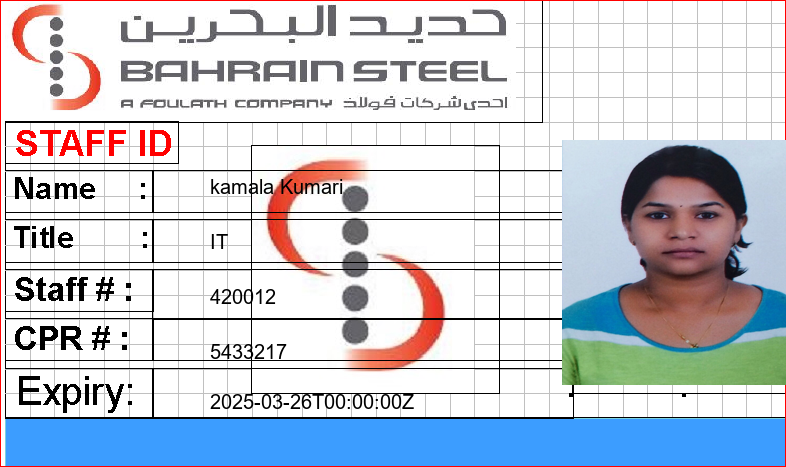 حديد البحرين
BAHRAIN STEEL
A FOULATH COMPANY احدى شركات فولاذ
STAFF ID
Name : kamala Kumari
Title : IT
Staff # : 420012
CPR # : 5433217
Expiry: 2025-03-26T00:00:00Z